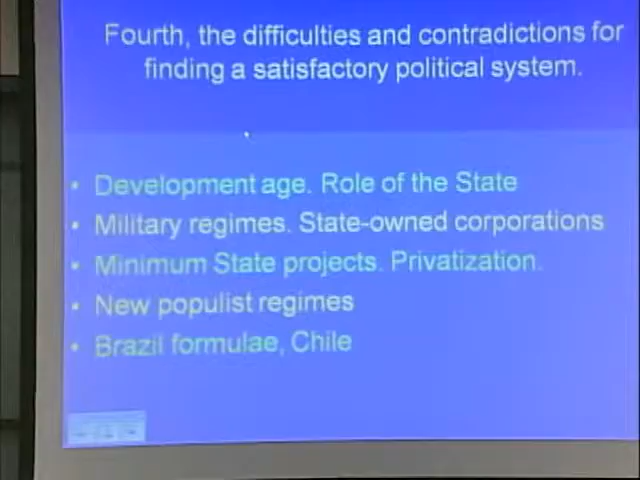 Fourth, the difficulties and contradictions for
finding a satisfactory political system.
• Development age. Role of the State
• Military regimes. State-owned corporations
• Minimum State projects. Privatization.
• New populist regimes
• Brazil formulae, Chile